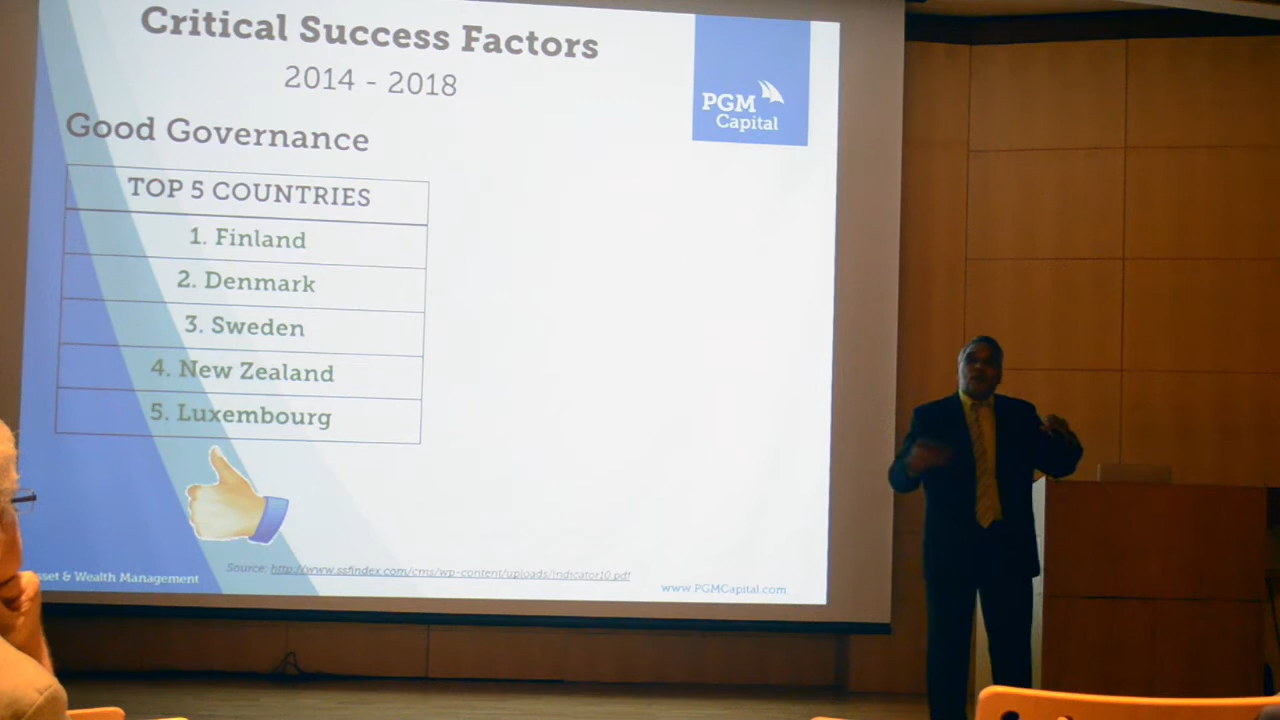 Critical Success Factors
2014 - 2018
PGM
Capital
Good Governance
TOP 5 COUNTRIES
1. Finland
2. Denmark
3. Sweden
4. New Zealand
5. Luxembourg
Source: http://www.ssfindex.com/cms/wp-content/uploads/indicator10.pdf
& Wealth Management
www.PGMCapital.com